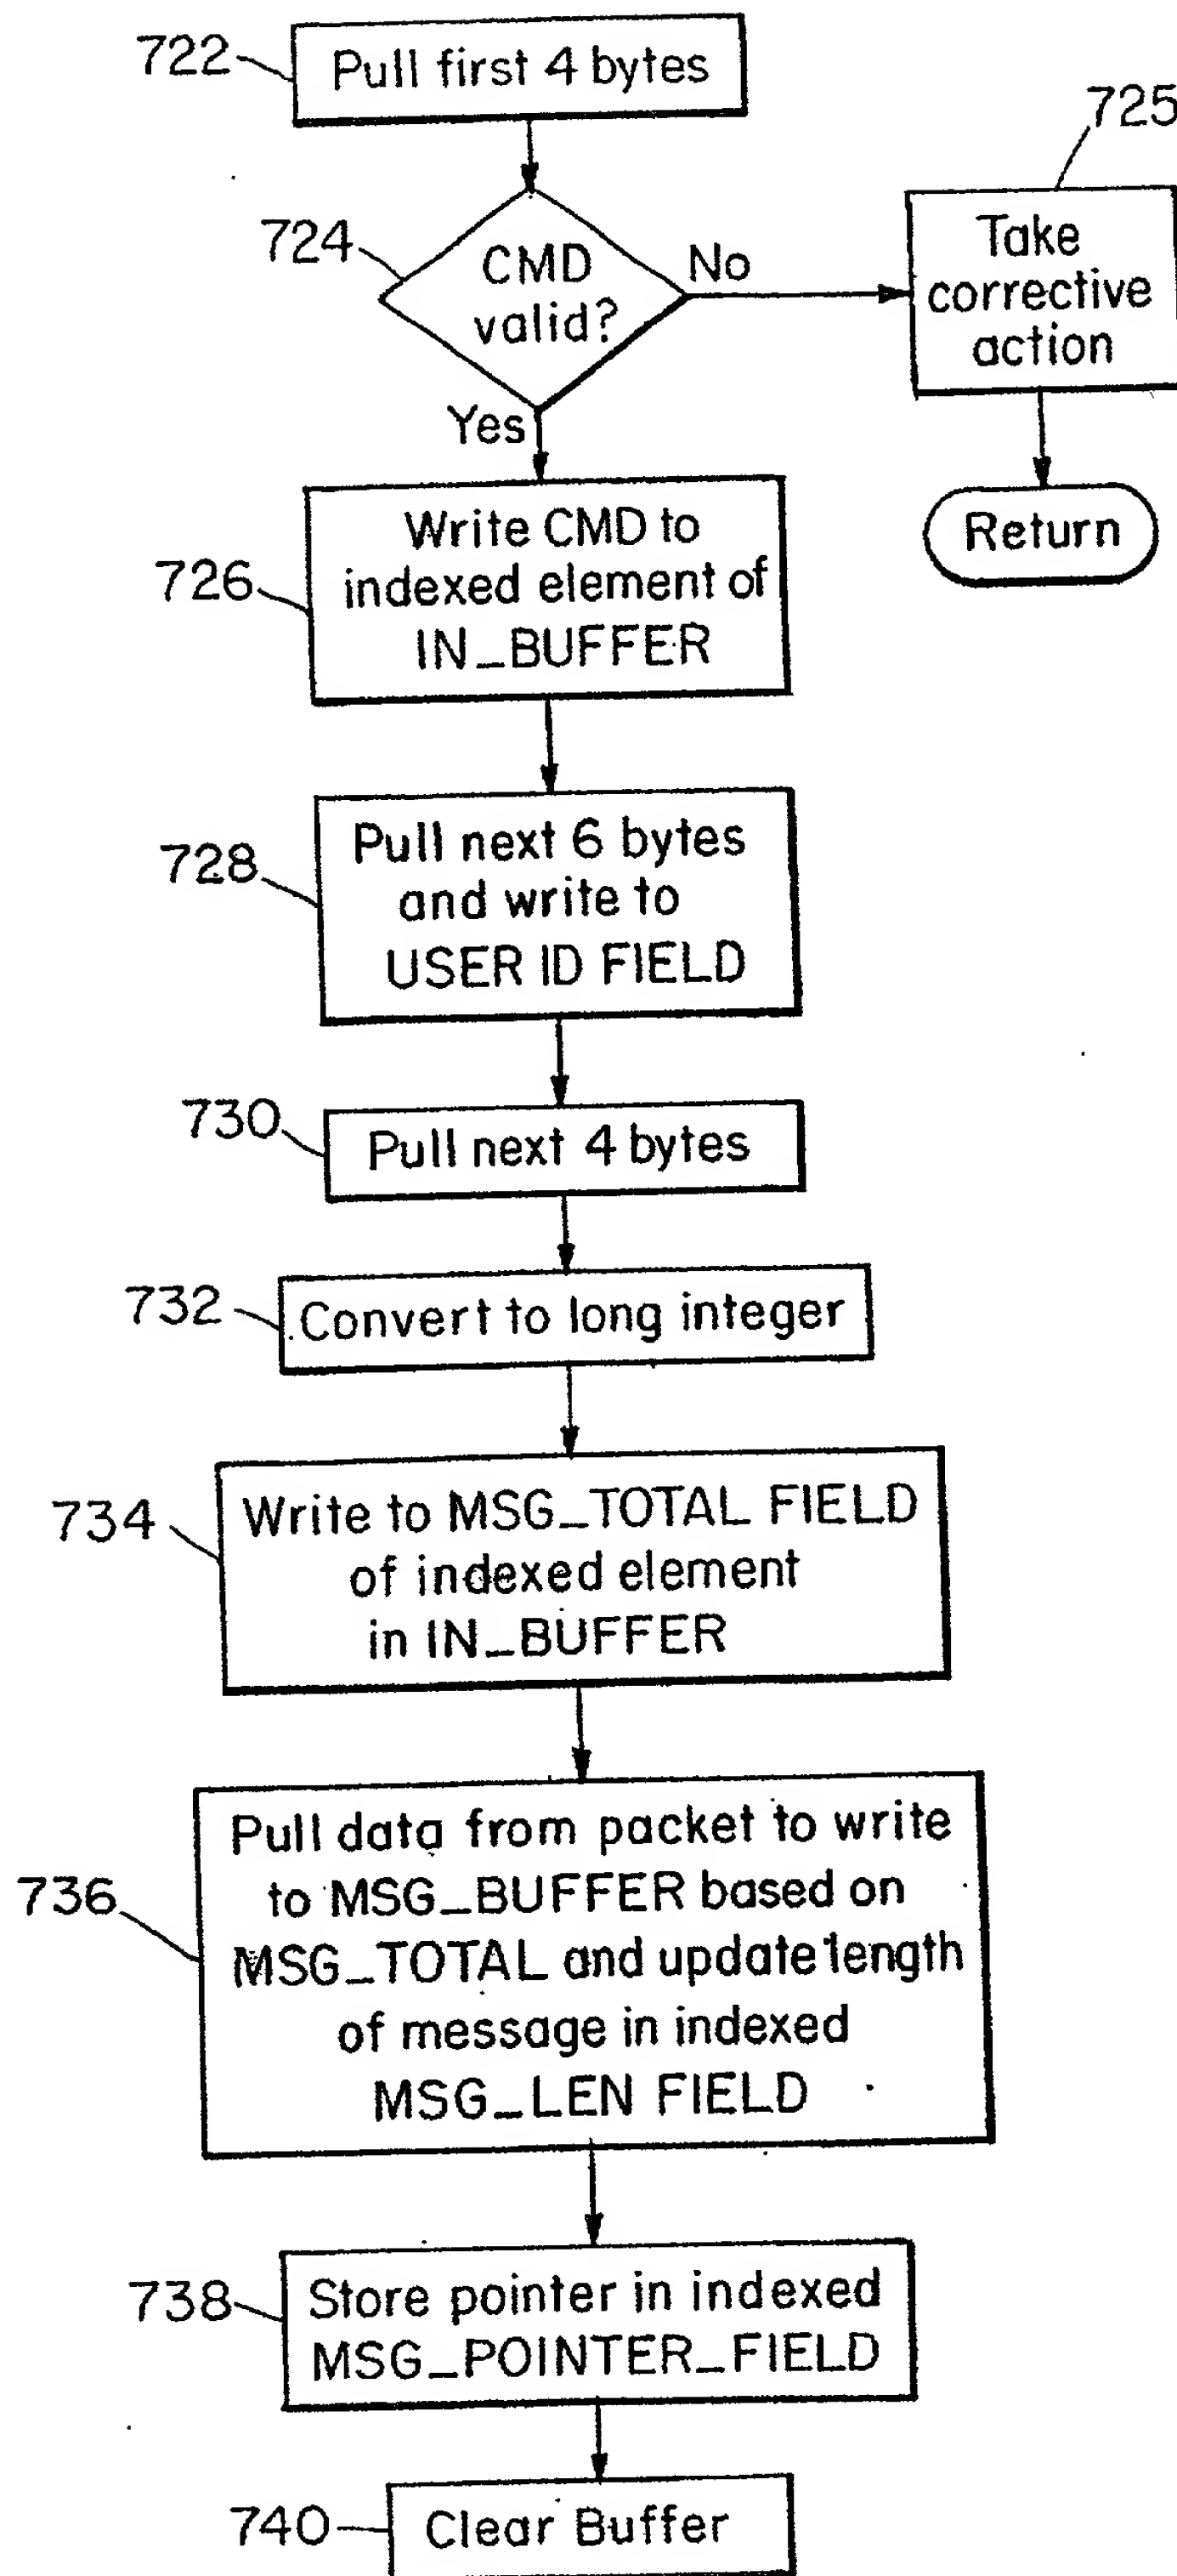 722
Pull first 4 bytes
725
724
CMD
valid?
No
Take
corrective
action
Yes
Return
726
Write CMD to
indexed element of
IN_BUFFER
728
Pull next 6 bytes
and write to
USER ID FIELD
730
Pull next 4 bytes
732
Convert to long integer
734
Write to MSG_TOTAL FIELD
of indexed element
in IN_BUFFER
736
Pull data from packet to write
to MSG_BUFFER based on
MSG_TOTAL and update length
of message in indexed
MSG_LEN FIELD
738
Store pointer in indexed
MSG_POINTER_FIELD
740
Clear Buffer